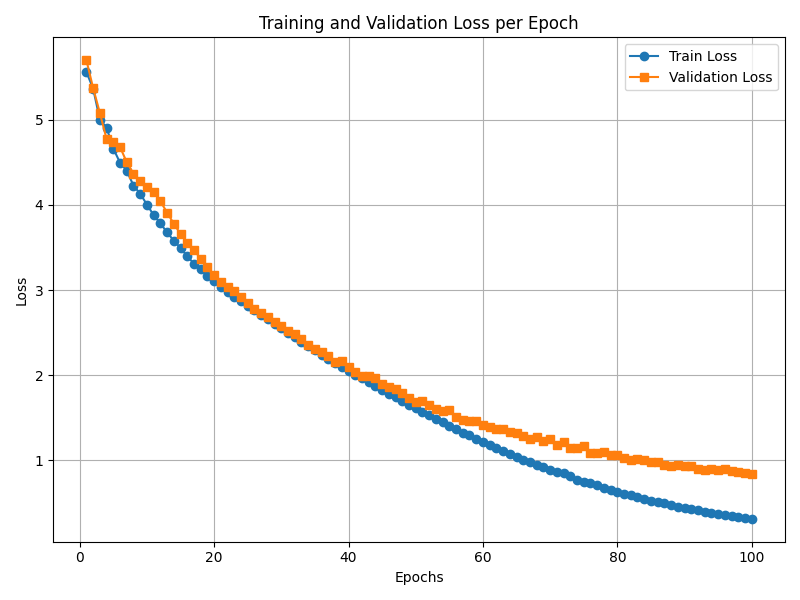 Training and Validation Loss per Epoch
Train Loss
Validation Loss
Loss
5
4
3
2
1
0 20 40 60 80 100
Epochs